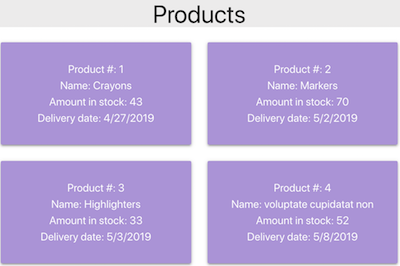 Products
Product #: 1
Name: Crayons
Amount in stock: 43
Delivery date: 4/27/2019
Product #: 2
Name: Markers
Amount in stock: 70
Delivery date: 5/2/2019
Product #: 3
Name: Highlighters
Amount in stock: 33
Delivery date: 5/3/2019
Product #: 4
Name: voluptate cupidatat non
Amount in stock: 52
Delivery date: 5/8/2019